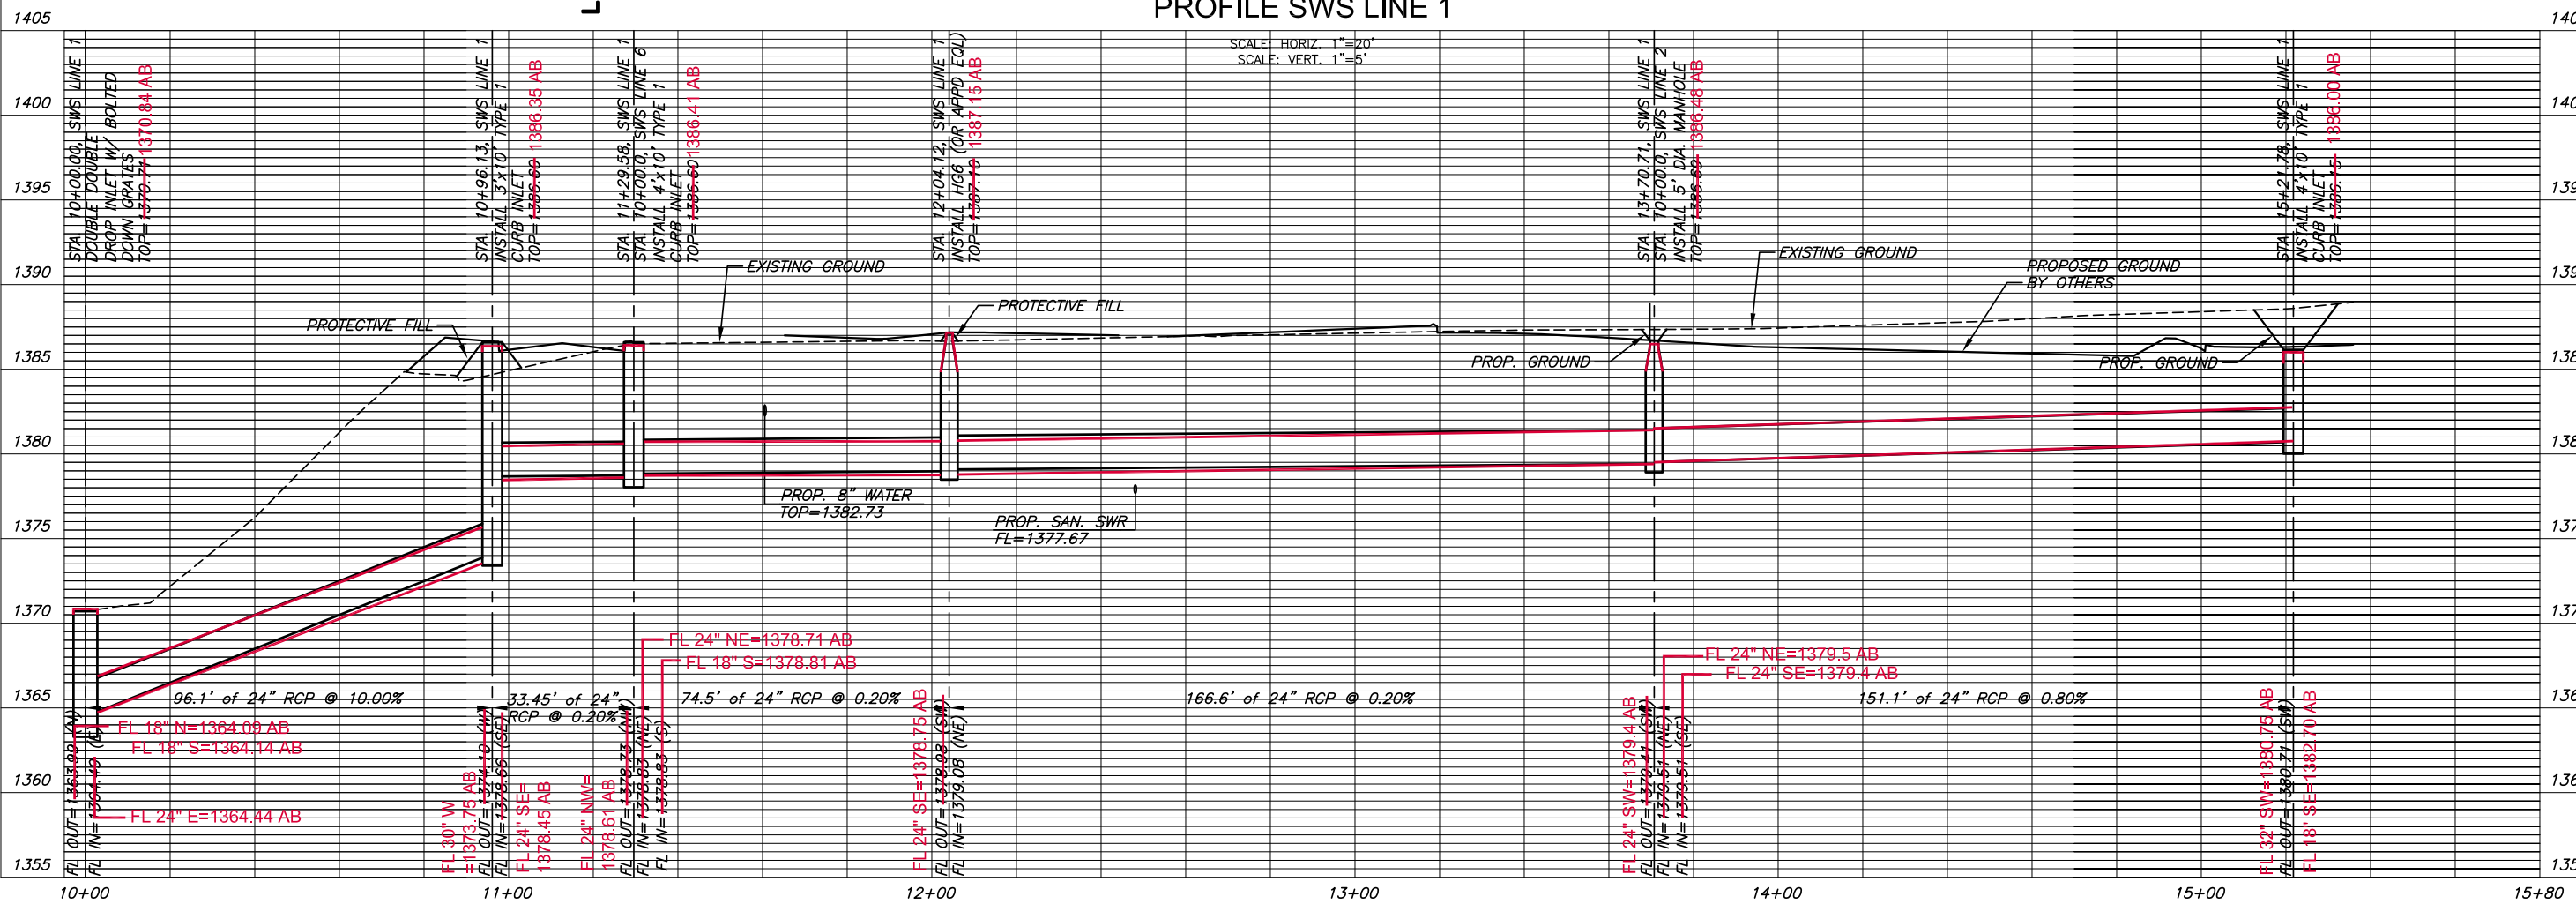 PROFILE SWS LINE 1
SCALE: HORIZ. 1"=20'
SCALE: VERT. 1"=5'
1405
1400
1395
1390
1385
1380
1375
1370
1365
1360
1355
STA. 10+00.00, SWS LINE 1
DOUBLE DOUBLE
DROP INLET W/ BOLTED
DOWN GRATES
TOP=1370.71 1370.84 AB
STA. 10+96.13, SWS LINE 1
INSTALL 3'x10' TYPE 1
CURB INLET
TOP=1386.60 1386.35 AB
STA. 11+29.58, SWS LINE 1
STA. 10+00.0, SWS LINE 6
INSTALL 4'x10' TYPE 1
CURB INLET
TOP=1386.60 1386.41 AB
STA. 12+04.12, SWS LINE 1
INSTALL HG6 (OR APPD EQL)
TOP=1387.10 1387.15 AB
STA. 13+70.71, SWS LINE 1
STA. 10+00.0, SWS LINE 2
INSTALL 5' DIA. MANHOLE
TOP= 1386.48 AB
STA. 15+21.78, SWS LINE 1
INSTALL 4'x10' TYPE 1
CURB INLET
TOP=1386.15 1386.00 AB
PROTECTIVE FILL
EXISTING GROUND
PROTECTIVE FILL
EXISTING GROUND
PROPOSED GROUND
BY OTHERS
PROP. GROUND
PROP. GROUND
PROP. 8" WATER
TOP=1382.73
PROP. SAN. SWR
FL=1377.67
96.1' of 24" RCP @ 10.00%
33.45' of 24"
RCP @ 0.20%
74.5' of 24" RCP @ 0.20%
166.6' of 24" RCP @ 0.20%
151.1' of 24" RCP @ 0.80%
FL 18" N=1364.09 AB
FL 18" S=1364.14 AB
FL 24" E=1364.44 AB
FL OUT=1363.99 (N)
FL IN=1364.49 (E)
FL 30" W
=1373.75 AB
FL OUT=1374.10 (W)
FL IN=1378.66 (SE)
FL 24" SE=
1378.45 AB
FL 24" NW=
1378.61 AB
FL OUT=1378.73 (NW)
FL IN=1378.83 (NE)
FL IN=1378.83 (S)
FL 24" NE=1378.71 AB
FL 18" S=1378.81 AB
FL 24" SE=1378.75 AB
FL OUT=1378.98 (SW)
FL IN=1379.08 (NE)
FL 24" SW=1379.4 AB
FL OUT=1379.41 (SW)
FL IN=1379.51 (NE)
FL IN=1379.51 (SE)
FL 24" NE=1379.5 AB
FL 24" SE=1379.4 AB
FL 32" SW=1380.75 AB
FL OUT=1380.71 (SW)
FL 18" SE=1382.70 AB
10+00
11+00
12+00
13+00
14+00
15+00
15+80